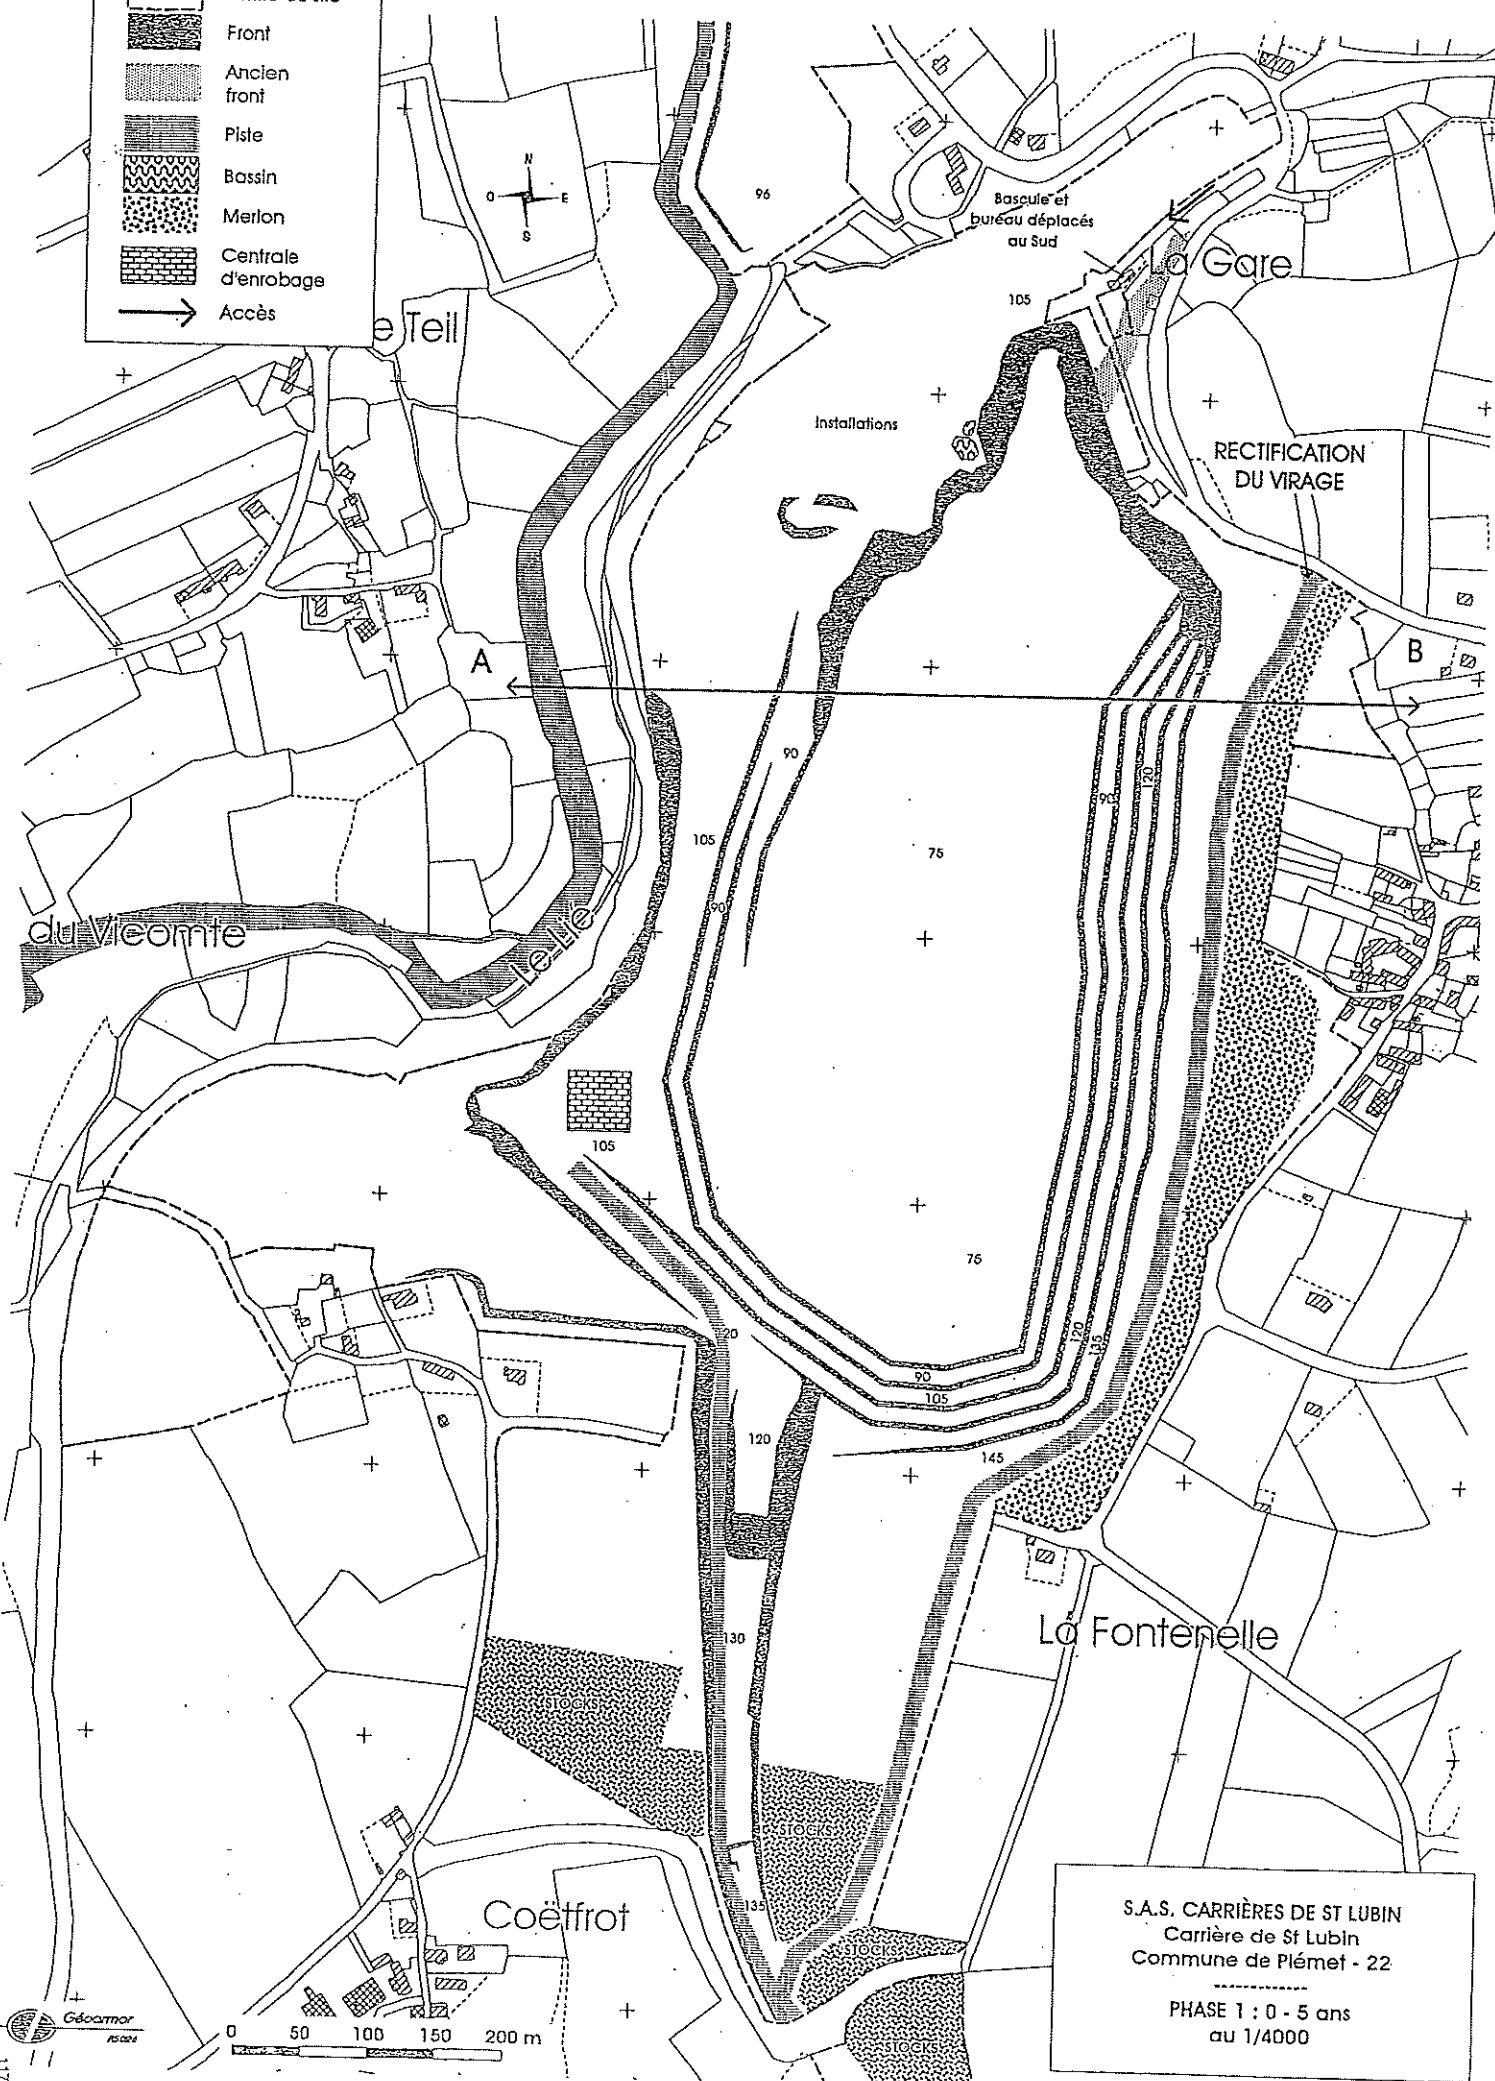 Front
Ancien
front
Piste
Bassin
Merlon
Centrale
d'enrobage
Accès
N
O
E
S
96
Bascule et
bureau déplacés
au Sud
La Gare
105
e Teil
Installations
RECTIFICATION
DU VIRAGE
A
B
90
105
75
90
120
90
du Vicomte
Le Lié
105
75
120
135
20
90
105
120
145
130
La Fontenelle
STOCKS
STOCKS
135
STOCKS
STOCKS
Coëtfrot
S.A.S. CARRIÈRES DE ST LUBIN
Carrière de St Lubin
Commune de Plémet - 22
------------
PHASE 1 : 0 - 5 ans
au 1/4000
Géoarmor
0 50 100 150 200 m